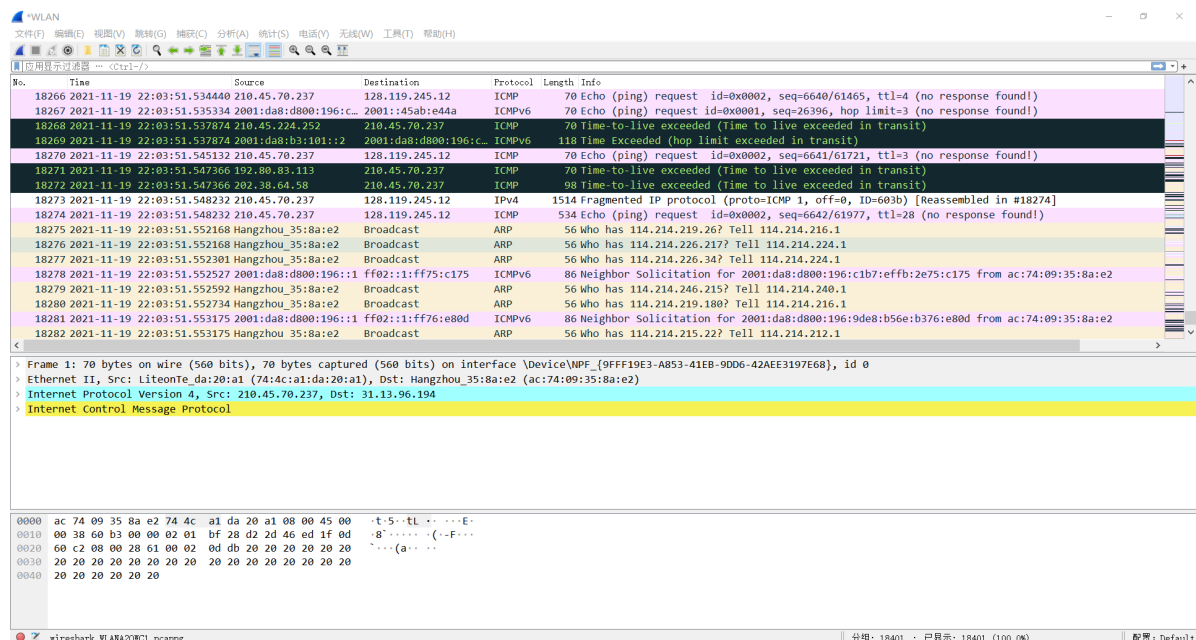 *WLAN
文件(F) 编辑(E) 视图(V) 跳转(G) 捕获(C) 分析(A) 统计(S) 电话(Y) 无线(W) 工具(T) 帮助(H)
应用显示过滤器 … <Ctrl-/>
No. Time Source Destination Protocol Length Info
18266 2021-11-19 22:03:51.534440 210.45.70.237 128.119.245.12 ICMP 70 Echo (ping) request id=0x0002, seq=6640/61465, ttl=4 (no response found!)
18267 2021-11-19 22:03:51.535334 2001:da8:d800:196:c… 2001::45ab:e44a ICMPv6 70 Echo (ping) request id=0x0001, seq=26396, hop limit=3 (no response found!)
18268 2021-11-19 22:03:51.537874 210.45.224.252 210.45.70.237 ICMP 70 Time-to-live exceeded (Time to live exceeded in transit)
18269 2021-11-19 22:03:51.537874 2001:da8:b3:101::2 2001:da8:d800:196:c… ICMPv6 118 Time Exceeded (hop limit exceeded in transit)
18270 2021-11-19 22:03:51.545132 210.45.70.237 128.119.245.12 ICMP 70 Echo (ping) request id=0x0002, seq=6641/61721, ttl=3 (no response found!)
18271 2021-11-19 22:03:51.547366 192.80.83.113 210.45.70.237 ICMP 70 Time-to-live exceeded (Time to live exceeded in transit)
18272 2021-11-19 22:03:51.547366 202.38.64.58 210.45.70.237 ICMP 98 Time-to-live exceeded (Time to live exceeded in transit)
18273 2021-11-19 22:03:51.548232 210.45.70.237 128.119.245.12 IPv4 1514 Fragmented IP protocol (proto=ICMP 1, off=0, ID=603b) [Reassembled in #18274]
18274 2021-11-19 22:03:51.548232 210.45.70.237 128.119.245.12 ICMP 534 Echo (ping) request id=0x0002, seq=6642/61977, ttl=28 (no response found!)
18275 2021-11-19 22:03:51.552168 Hangzhou_35:8a:e2 Broadcast ARP 56 Who has 114.214.219.26? Tell 114.214.216.1
18276 2021-11-19 22:03:51.552168 Hangzhou_35:8a:e2 Broadcast ARP 56 Who has 114.214.226.217? Tell 114.214.224.1
18277 2021-11-19 22:03:51.552301 Hangzhou_35:8a:e2 Broadcast ARP 56 Who has 114.214.226.34? Tell 114.214.224.1
18278 2021-11-19 22:03:51.552527 2001:da8:d800:196::1 ff02::1:ff75:c175 ICMPv6 86 Neighbor Solicitation for 2001:da8:d800:196:c1b7:effb:2e75:c175 from ac:74:09:35:8a:e2
18279 2021-11-19 22:03:51.552592 Hangzhou_35:8a:e2 Broadcast ARP 56 Who has 114.214.246.215? Tell 114.214.240.1
18280 2021-11-19 22:03:51.552734 Hangzhou_35:8a:e2 Broadcast ARP 56 Who has 114.214.219.180? Tell 114.214.216.1
18281 2021-11-19 22:03:51.553175 2001:da8:d800:196::1 ff02::1:ff76:e80d ICMPv6 86 Neighbor Solicitation for 2001:da8:d800:196:9de8:b56e:b376:e80d from ac:74:09:35:8a:e2
18282 2021-11-19 22:03:51.553175 Hangzhou_35:8a:e2 Broadcast ARP 56 Who has 114.214.215.22? Tell 114.214.212.1
Frame 1: 70 bytes on wire (560 bits), 70 bytes captured (560 bits) on interface \Device\NPF_{9FFF19E3-A853-41EB-9DD6-42AEE3197E68}, id 0
Ethernet II, Src: LiteonTe_da:20:a1 (74:4c:a1:da:20:a1), Dst: Hangzhou_35:8a:e2 (ac:74:09:35:8a:e2)
Internet Protocol Version 4, Src: 210.45.70.237, Dst: 31.13.96.194
Internet Control Message Protocol
0000 ac 74 09 35 8a e2 74 4c a1 da 20 a1 08 00 45 00 ·t·5··tL ·· ···E·
0010 00 38 60 b3 00 00 02 01 bf 28 d2 2d 46 ed 1f 0d ·8`····· ·(·-F···
0020 60 c2 08 00 28 61 00 02 0d db 20 20 20 20 20 20 `···(a·· ··
0030 20 20 20 20 20 20 20 20 20 20 20 20 20 20 20 20
0040 20 20 20 20 20 20
wireshark_WLANA20WC1.pcapng 分组: 18401 · 已显示: 18401 (100.0%) 配置: Default